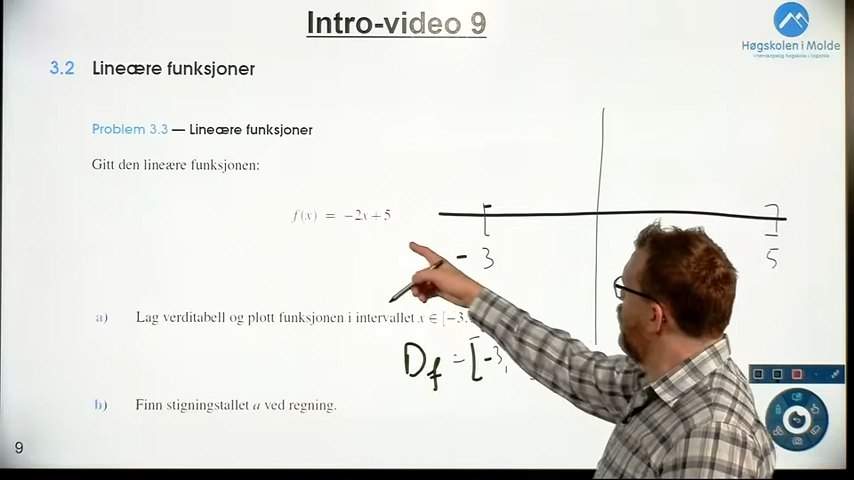 Intro-video 9
Høgskolen i Molde
3.2 Lineære funksjoner
Problem 3.3 — Lineære funksjoner
Gitt den lineære funksjonen:
f(x) = −2x+5
[ ]
- 3 5
a) Lag verditabell og plott funksjonen i intervallet x ∈ [−3,
D_f = [-3,
b) Finn stigningstallet a ved regning.
9